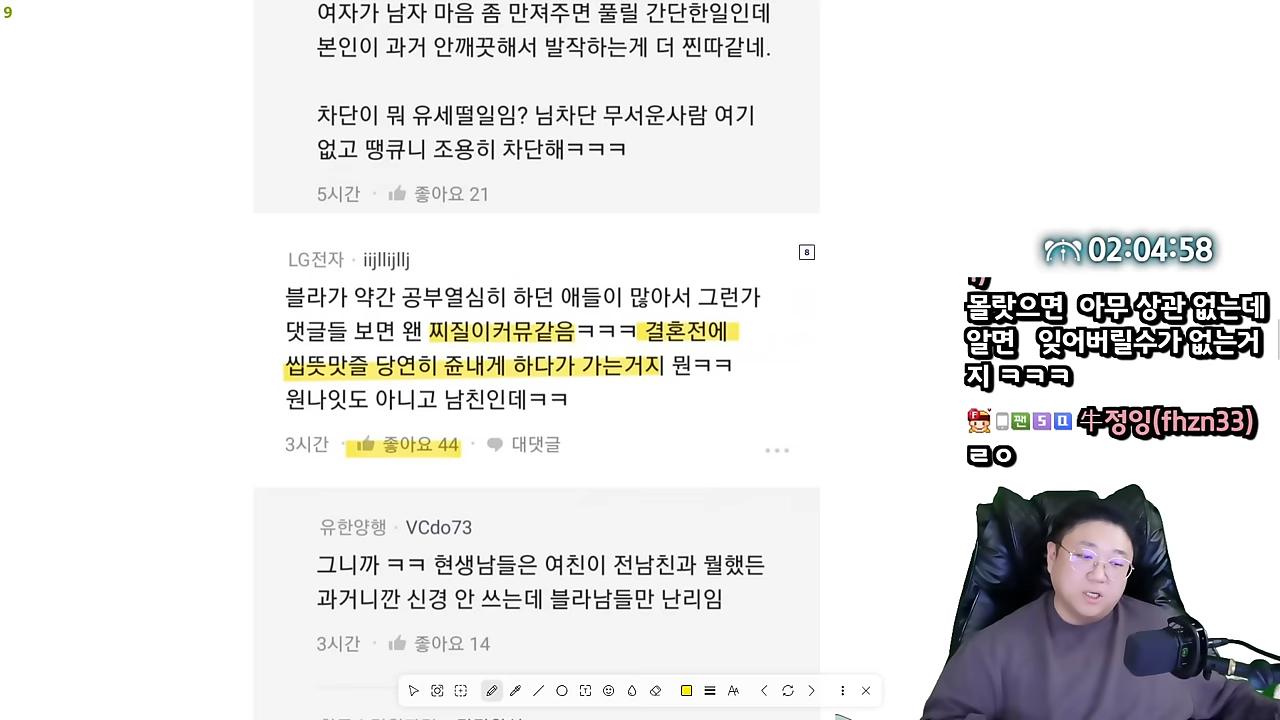 9
여자가 남자 마음 좀 만져주면 풀릴 간단한일인데
본인이 과거 안깨끗해서 발작하는게 더 찐따같네.
차단이 뭐 유세떨일임? 님차단 무서운사람 여기
없고 땡큐니 조용히 차단해ㅋㅋㅋ
5시간 · 좋아요 21
LG전자 · iijllijllj
8
블라가 약간 공부열심히 하던 애들이 많아서 그런가
댓글들 보면 왠 찌질이커뮤같음ㅋㅋㅋ 결혼전에
씹뜻맛즐 당연히 쥰내게 하다가 가는거지 뭔ㅋㅋ
원나잇도 아니고 남친인데ㅋㅋ
3시간 · 좋아요 44 · 대댓글
유한양행 · VCdo73
그니까 ㅋㅋ 현생남들은 여친이 전남친과 뭘했든
과거니깐 신경 안 쓰는데 블라남들만 난리임
3시간 · 좋아요 14
02:04:58
몰랏으면 아무 상관 없는데
알면 잊어버릴수가 없는거
지 ㅋㅋㅋ
팬 S 牛정잉(fhzn33)
ㄹㅇ